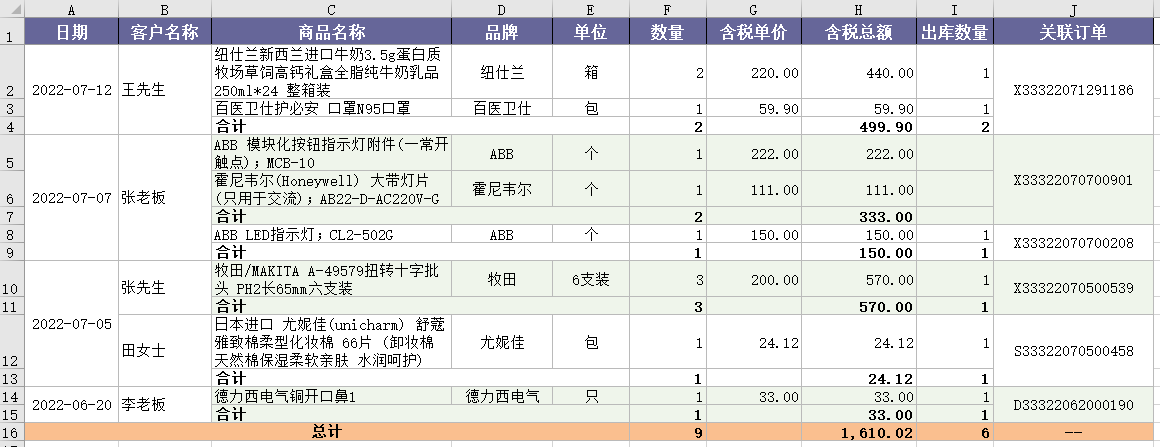 A B C D E F G H I J
1 日期 客户名称 商品名称 品牌 单位 数量 含税单价 含税总额 出库数量 关联订单
纽仕兰新西兰进口牛奶3.5g蛋白质
牧场草饲高钙礼盒全脂纯牛奶乳品
250ml*24 整箱装
2 2022-07-12 王先生 纽仕兰 箱 2 220.00 440.00 1 X33322071291186
3 百医卫仕护必安 口罩N95口罩 百医卫仕 包 1 59.90 59.90 1
4 合计 2 499.90 2
ABB 模块化按钮指示灯附件(一常开
触点);MCB-10
5 ABB 个 1 222.00 222.00
霍尼韦尔(Honeywell) 大带灯片
(只用于交流);AB22-D-AC220V-G
6 2022-07-07 张老板 霍尼韦尔 个 1 111.00 111.00 X33322070700901
7 合计 2 333.00
8 ABB LED指示灯;CL2-502G ABB 个 1 150.00 150.00 1 X33322070700208
9 合计 1 150.00 1
牧田/MAKITA A-49579扭转十字批
头 PH2长65mm六支装
10 2022-07-05 张先生 牧田 6支装 3 200.00 570.00 1 X33322070500539
11 合计 3 570.00 1
日本进口 尤妮佳(unicharm) 舒蔻
雅致棉柔型化妆棉 66片 (卸妆棉
天然棉保湿柔软亲肤 水润呵护)
12 田女士 尤妮佳 包 1 24.12 24.12 1 S33322070500458
13 合计 1 24.12 1
14 2022-06-20 李老板 德力西电气铜开口鼻1 德力西电气 只 1 33.00 33.00 1 D33322062000190
15 合计 1 33.00 1
16 总计 9 1,610.02 6 --